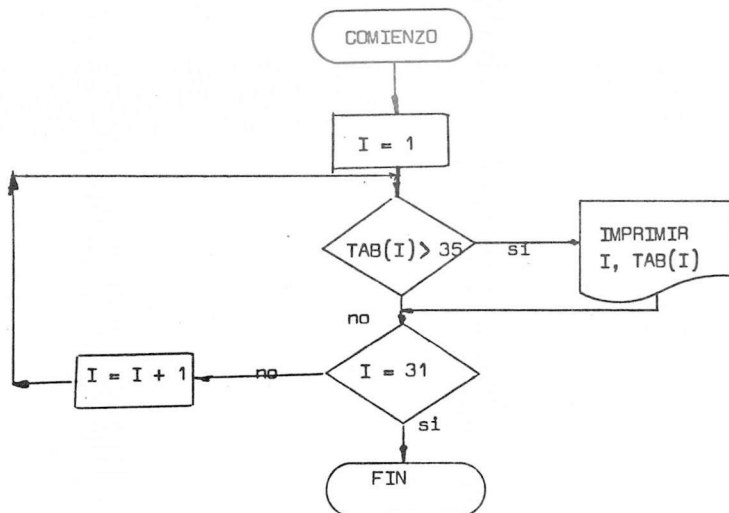 COMIENZO
I = 1
TAB(I)> 35
si
IMPRIMIR
I, TAB(I)
no
I = 31
no
I = I + 1
si
FIN